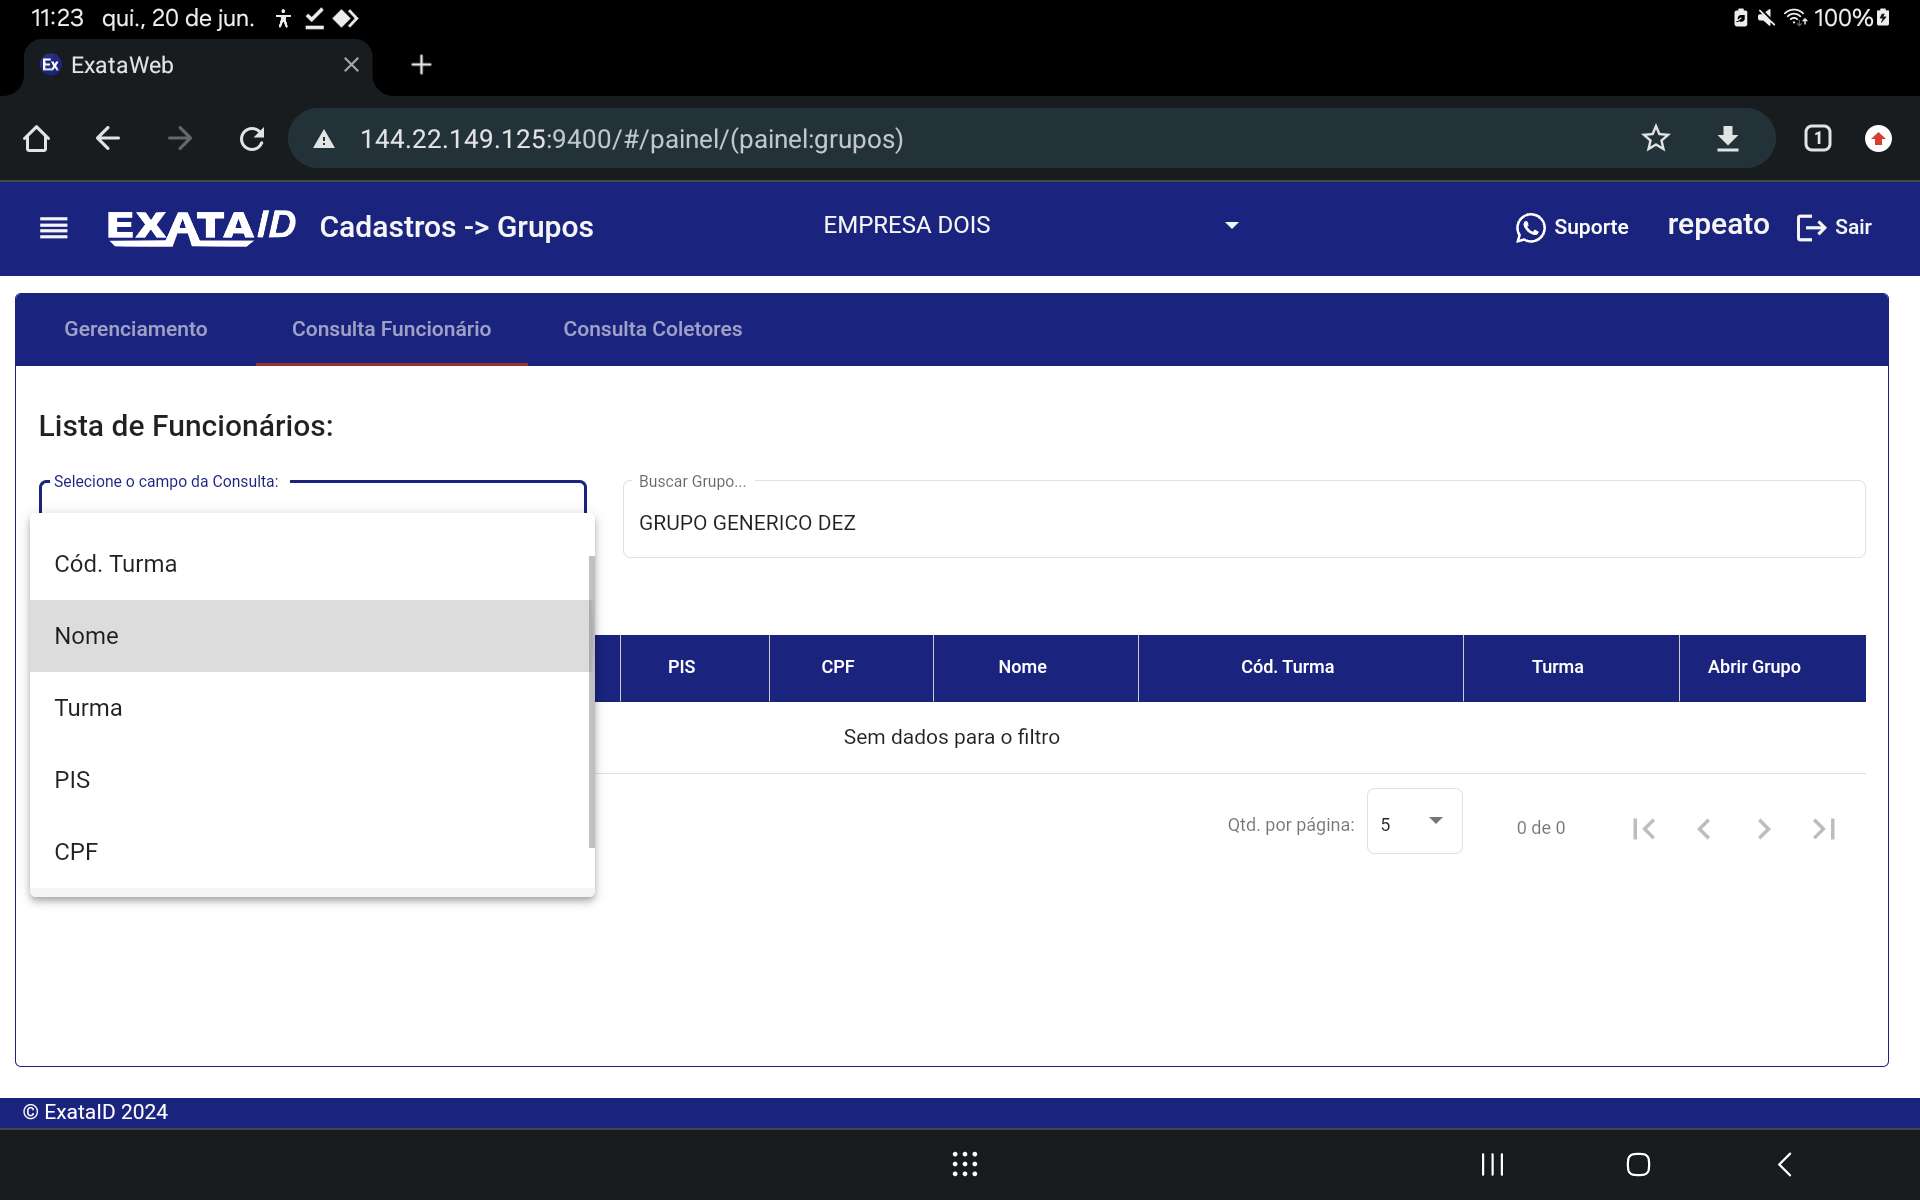 11:23 qui., 20 de jun. 100%
Ex ExataWeb
144.22.149.125:9400/#/painel/(painel:grupos) 1
EXATAID Cadastros -> Grupos EMPRESA DOIS Suporte repeato Sair
Gerenciamento Consulta Funcionário Consulta Coletores
Lista de Funcionários:
Selecione o campo da Consulta: Buscar Grupo...
GRUPO GENERICO DEZ
Cód. Turma
Nome
Turma
PIS
CPF
PIS CPF Nome Cód. Turma Turma Abrir Grupo
Sem dados para o filtro
Qtd. por página: 5 0 de 0
© ExataID 2024